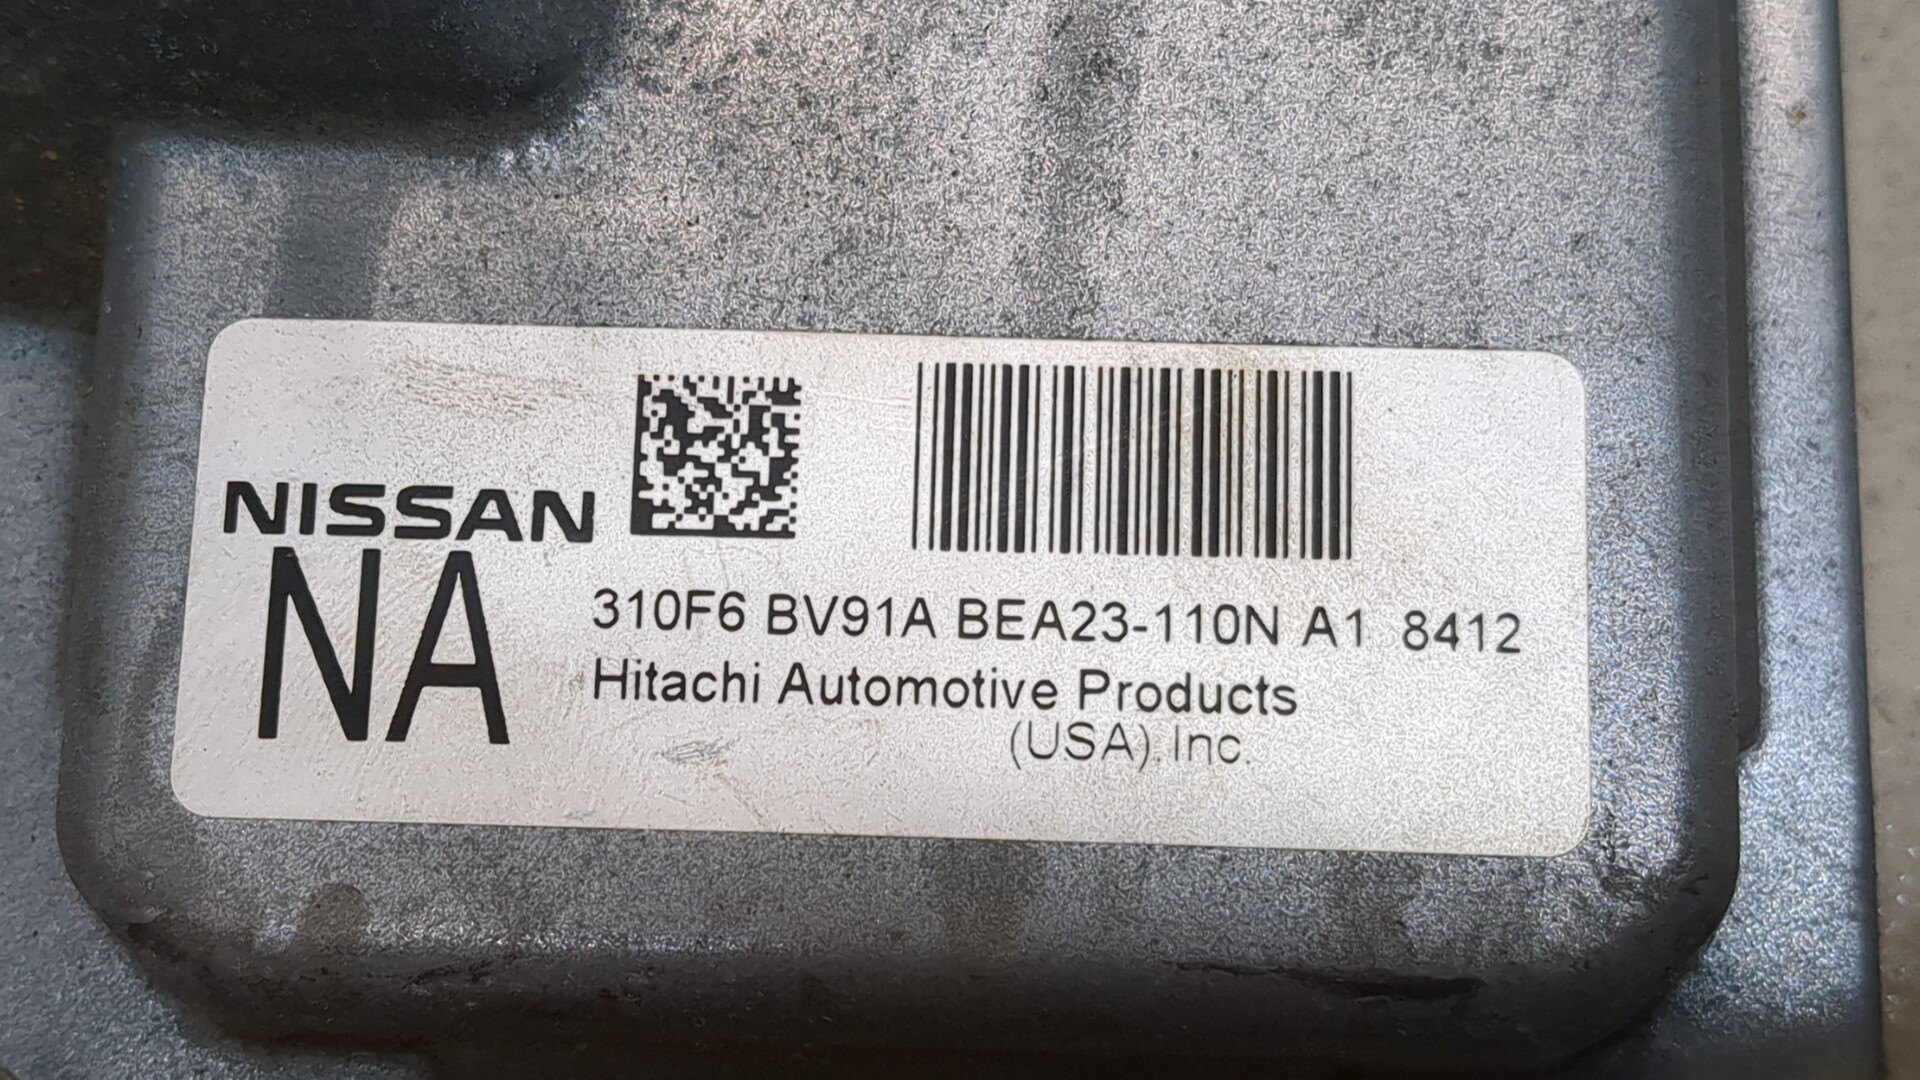 NISSAN
NA
310F6 BV91A BEA23-110N A1 8412
Hitachi Automotive Products
(USA).Inc.